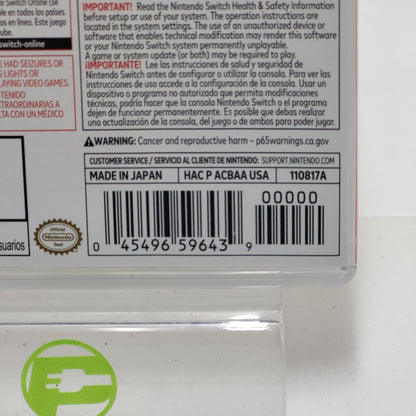 Switch Online (se
ble en todos los países.
os en línea. Este juego
switch-online
E HAD SEIZURES OR
G LIGHTS OR
LAYING VIDEO GAMES.
TENIDO
EXTRAORDINARIAS A
LTA CON UN MÉDICO
IMPORTANT! Read the Nintendo Switch Health & Safety Information
before setup or use of your system. The operation instructions are
located in the system settings. The use of an unauthorized device or
software that enables technical modification may render this software
or your Nintendo Switch system permanently unplayable.
A game or system update (or both) may be required to play.
¡IMPORTANTE! Lee las instrucciones de salud y seguridad de
Nintendo Switch antes de configurar o utilizar la consola. Para ver las
instrucciones de uso accede a la configuración de la consola. Usar un
dispositivo o programa no autorizado que permita modificaciones
técnicas, podría hacer que la consola Nintendo Switch o el programa
dejen de funcionar permanentemente. Es posible que debas realizar
una actualización de la consola, del juego o de ambos para poder jugar.
WARNING: Cancer and reproductive harm – p65warnings.ca.gov
CUSTOMER SERVICE / SERVICIO AL CLIENTE DE NINTENDO: SUPPORT.NINTENDO.COM
MADE IN JAPAN HAC P ACBAA USA 110817A
00000
0 45496 59643 9
usuarios
Official
Nintendo
Seal